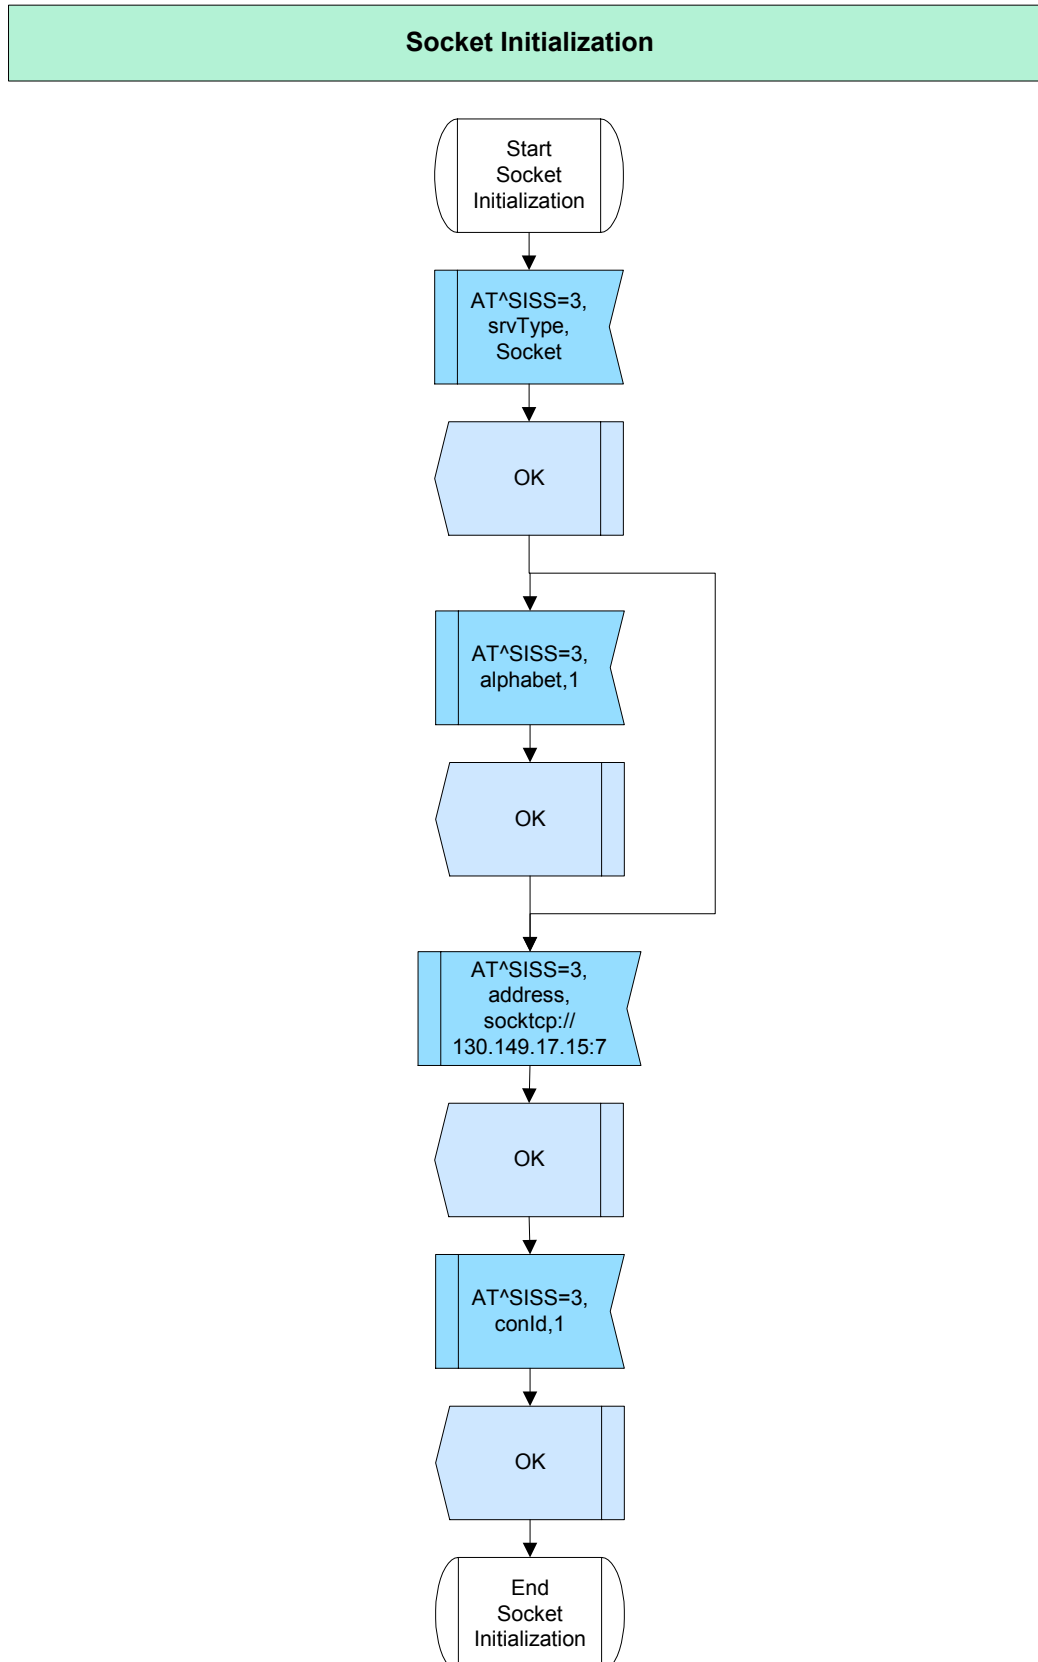 Socket Initialization
Start
Socket
Initialization
AT^SISS=3,
srvType,
Socket
OK
AT^SISS=3,
alphabet,1
OK
AT^SISS=3,
address,
socktcp://
130.149.17.15:7
OK
AT^SISS=3,
conId,1
OK
End
Socket
Initialization